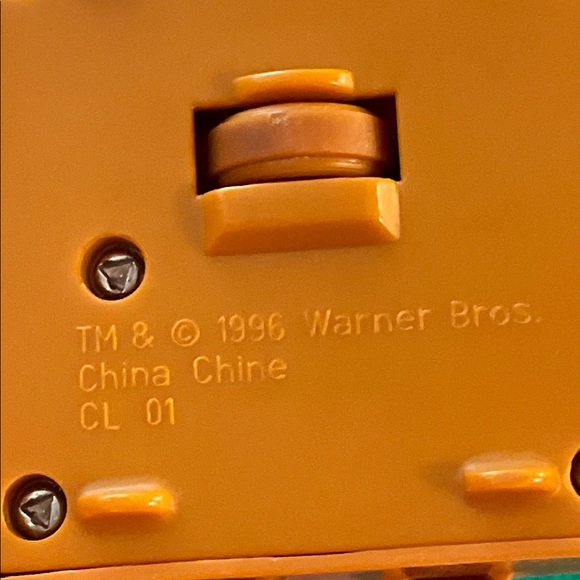 TM & © 1996 Warner Bros.
China Chine
CL 01